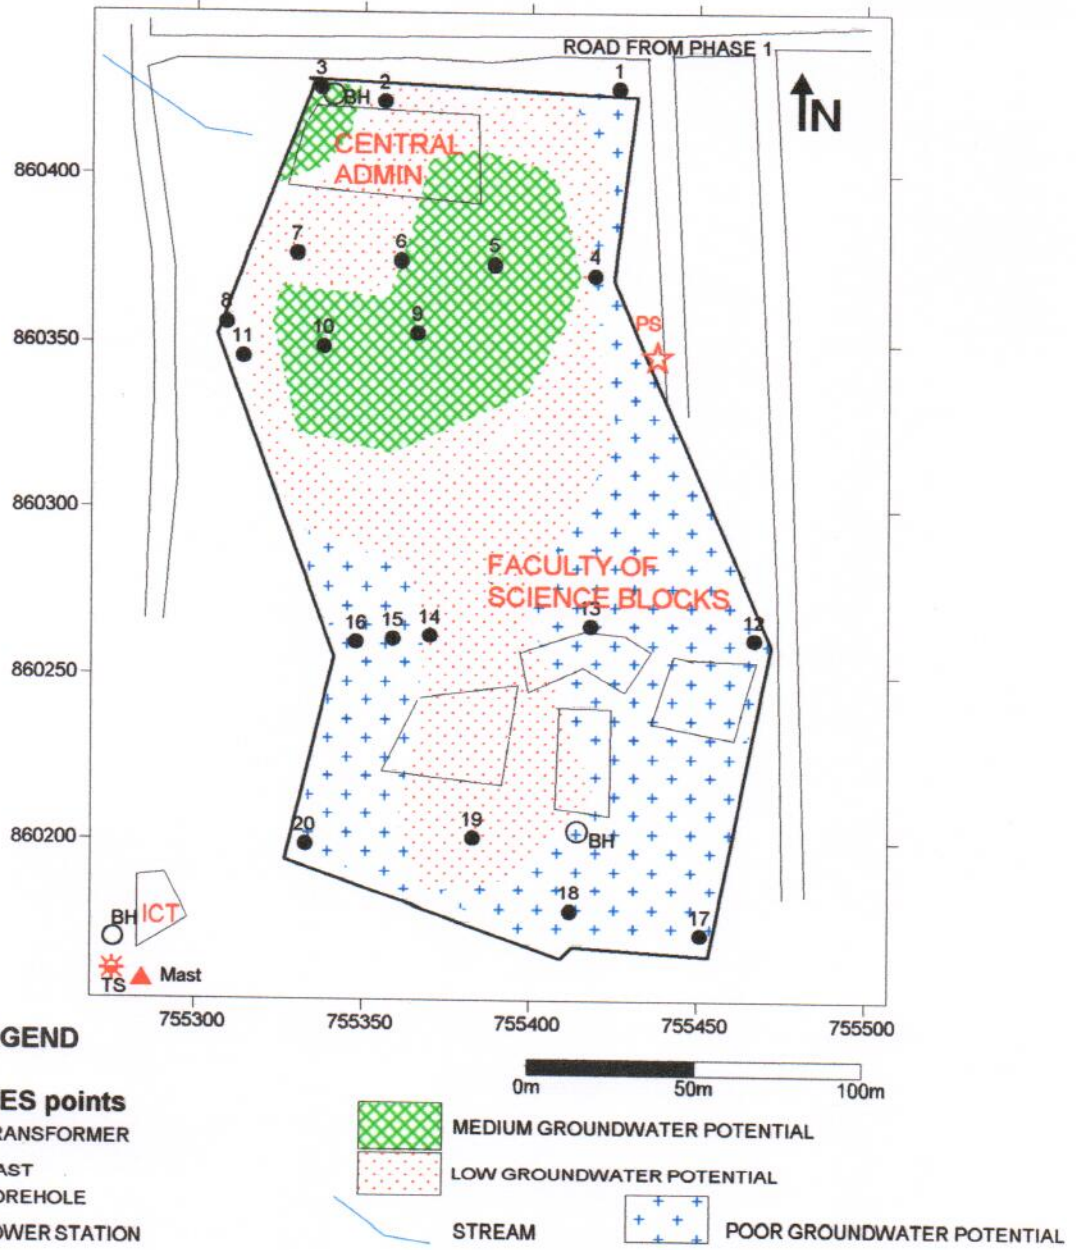 ROAD FROM PHASE 1
3
2
1
BH
N
CENTRAL
ADMIN
860400
7
6
5
4
8
PS
9
10
860350
11
860300
FACULTY OF
SCIENCE BLOCKS
13
16
15
14
12
860250
20
19
860200
BH
18
17
BH
ICT
TS
Mast
755300
755350
755400
755450
755500
GEND
0m
50m
100m
ES points
RANSFORMER
MEDIUM GROUNDWATER POTENTIAL
AST
LOW GROUNDWATER POTENTIAL
OREHOLE
OWER STATION
STREAM
POOR GROUNDWATER POTENTIAL